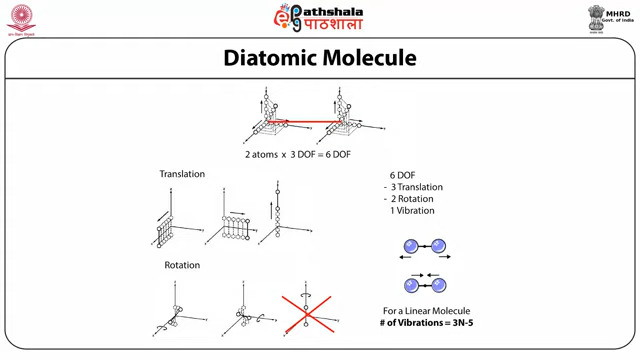 Pathshala
पाठशाला
MHRD
Govt. of India
Diatomic Molecule
2 atoms x 3 DOF = 6 DOF
Translation
6 DOF
- 3 Translation
- 2 Rotation
1 Vibration
Rotation
For a Linear Molecule
# of Vibrations = 3N-5